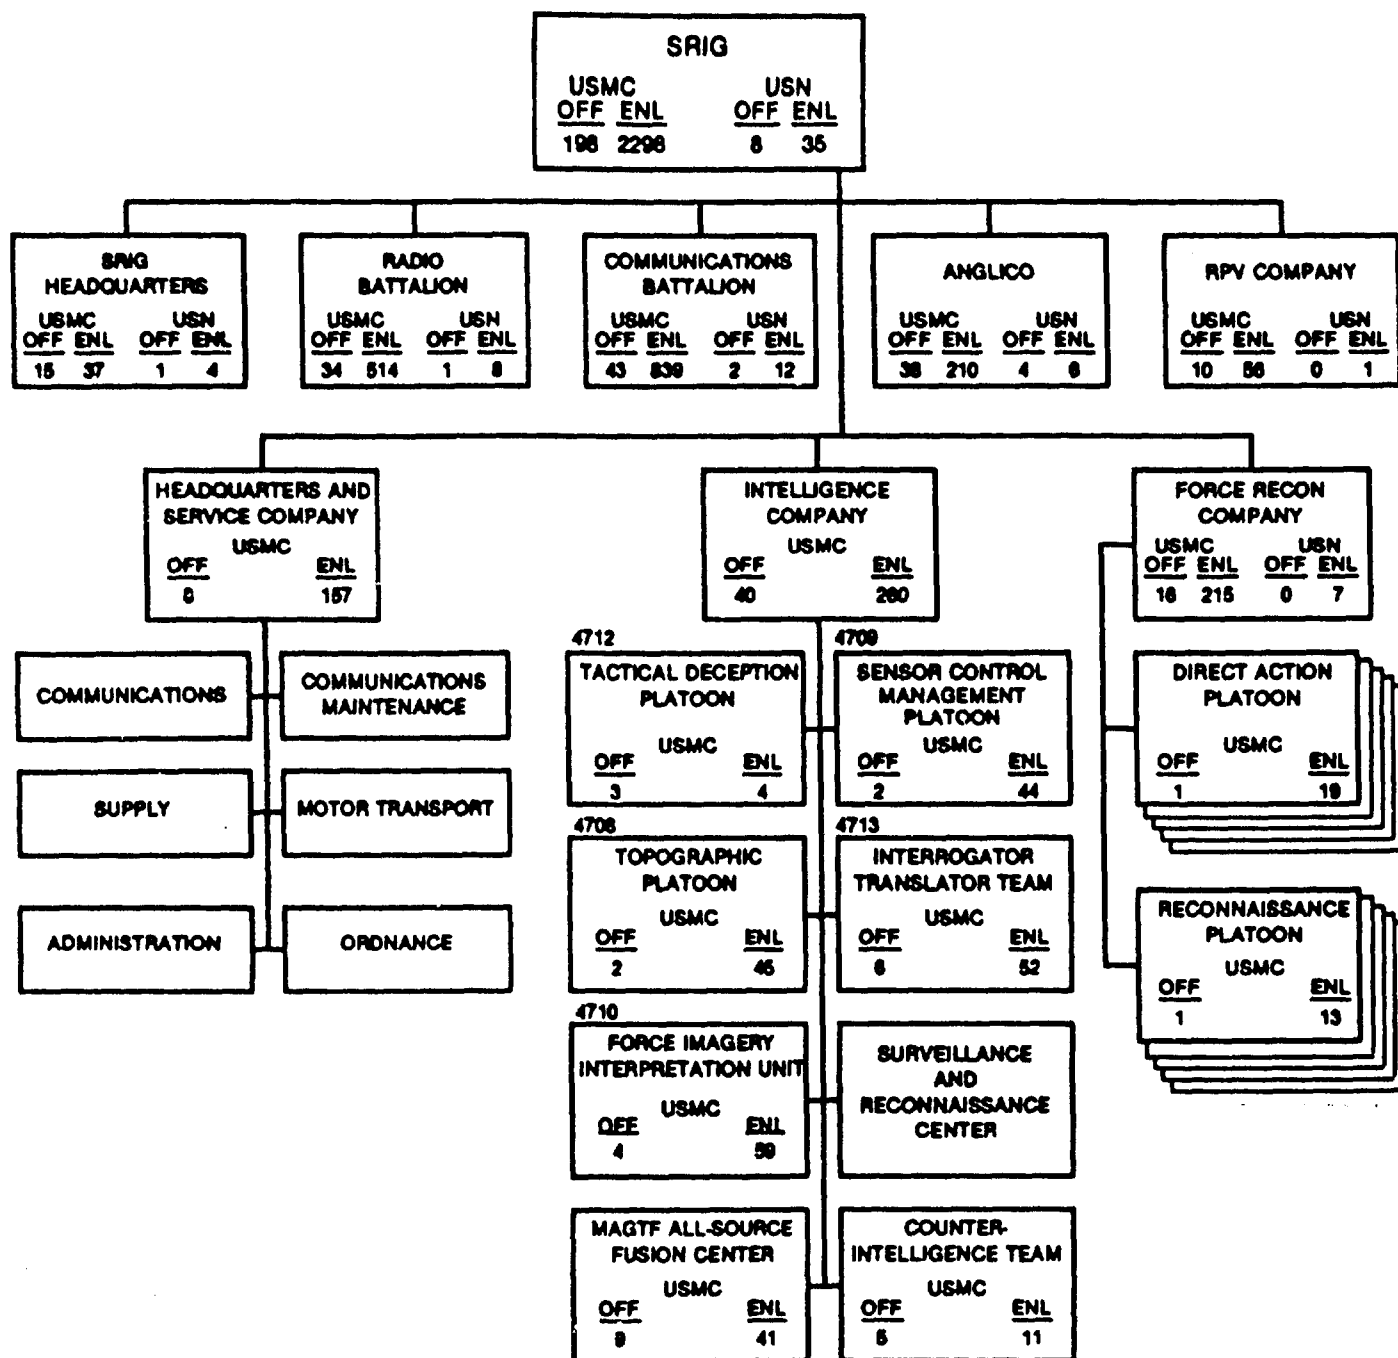 SRIG
USMC USN
OFF ENL OFF ENL
198 2298 8 35
SRIG
HEADQUARTERS
USMC USN
OFF ENL OFF ENL
15 37 1 4
RADIO
BATTALION
USMC USN
OFF ENL OFF ENL
34 514 1
COMMUNICATIONS
BATTALION
USMC USN
OFF ENL OFF ENL
43 839 2 12
ANGLICO
USMC USN
OFF ENL OFF ENL
210 4
RPV COMPANY
USMC USN
OFF ENL OFF ENL
10 0 1
HEADQUARTERS AND
SERVICE COMPANY
USMC
OFF ENL
157
INTELLIGENCE
COMPANY
USMC
OFF ENL
40 260
FORCE RECON
COMPANY
USMC USN
OFF ENL OFF ENL
215 0 7
COMMUNICATIONS
COMMUNICATIONS
MAINTENANCE
SUPPLY
MOTOR TRANSPORT
ADMINISTRATION
ORDNANCE
4712
TACTICAL DECEPTION
PLATOON
USMC
OFF ENL
3 4
4709
SENSOR CONTROL
MANAGEMENT
PLATOON
USMC
OFF ENL
2 44
DIRECT ACTION
PLATOON
USMC
OFF ENL
1 19
4708
TOPOGRAPHIC
PLATOON
USMC
OFF ENL
2
4713
INTERROGATOR
TRANSLATOR TEAM
USMC
OFF ENL
6 52
RECONNAISSANCE
PLATOON
USMC
OFF ENL
1 13
4710
FORCE IMAGERY
INTERPRETATION UNIT
USMC
OFF ENL
4 59
SURVEILLANCE
AND
RECONNAISSANCE
CENTER
MAGTF ALL-SOURCE
FUSION CENTER
USMC
OFF ENL
9 41
COUNTER-
INTELLIGENCE TEAM
USMC
OFF ENL
5 11